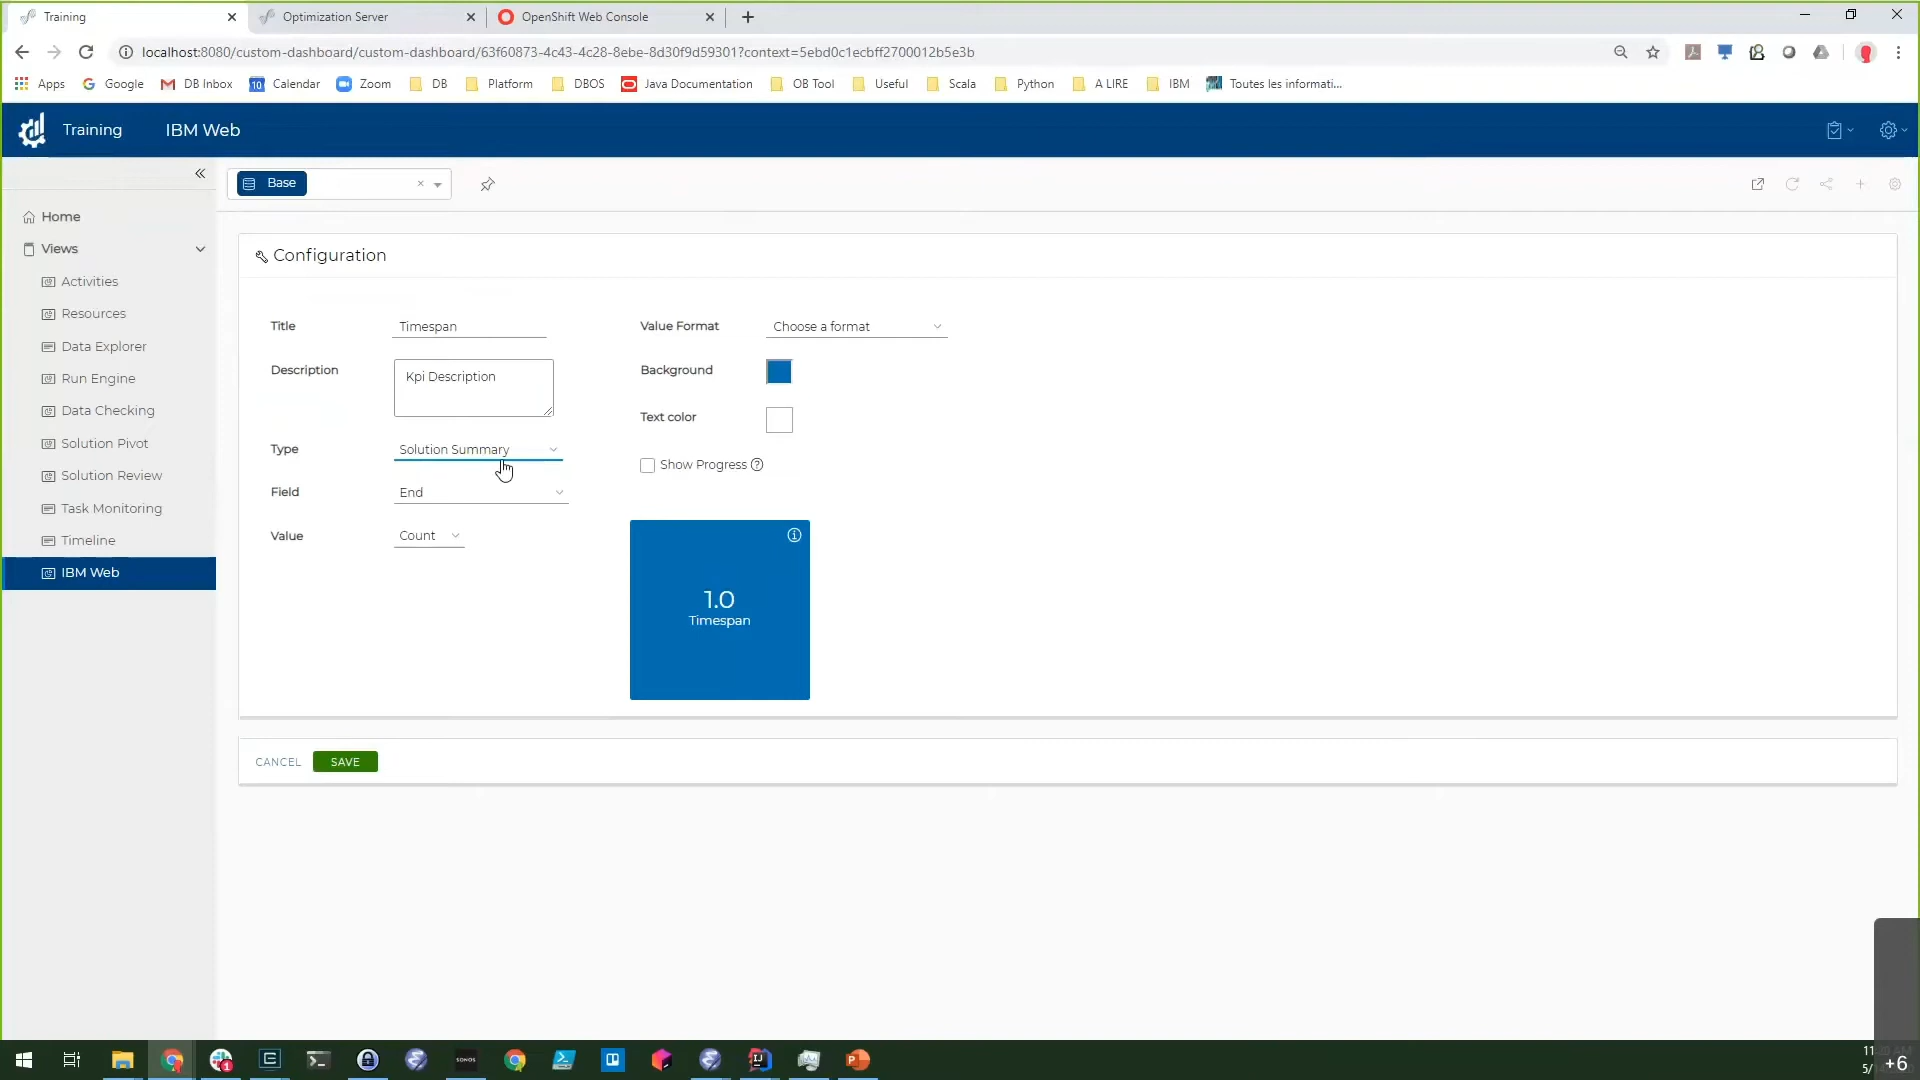 Training
Optimization Server
OpenShift Web Console
localhost:8080/custom-dashboard/custom-dashboard/63f60873-4c43-4c28-8ebe-8d30f9d59301?context=5ebd0c1ecbff2700012b5e3b
Apps Google DB Inbox 10 Calendar Zoom DB Platform DBOS Java Documentation OB Tool Useful Scala Python A LIRE IBM Toutes les informati...
Training IBM Web
Base
Home
Views
Activities
Resources
Data Explorer
Run Engine
Data Checking
Solution Pivot
Solution Review
Task Monitoring
Timeline
IBM Web
Configuration
Title Timespan
Description Kpi Description
Type Solution Summary
Field End
Value Count
Value Format Choose a format
Background
Text color
Show Progress
1.0
Timespan
CANCEL SAVE
SONOS
1
+6